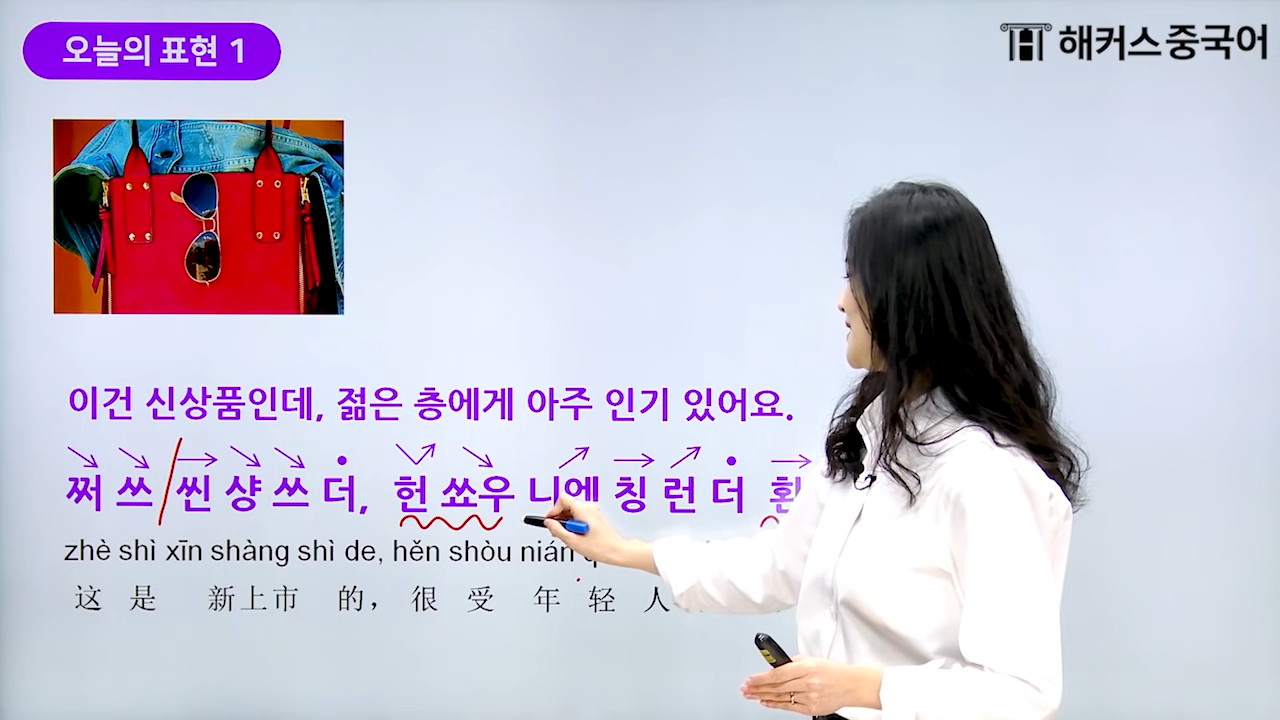 오늘의 표현 1
해커스중국어
이건 신상품인데, 젊은 층에게 아주 인기 있어요.
쩌 쓰 씬 샹 쓰 더, 헌 쑈우 니엔 칭 런 더 환
zhè shì xīn shàng shì de, hěn shòu nián
这 是 新上市 的, 很 受 年 轻 人